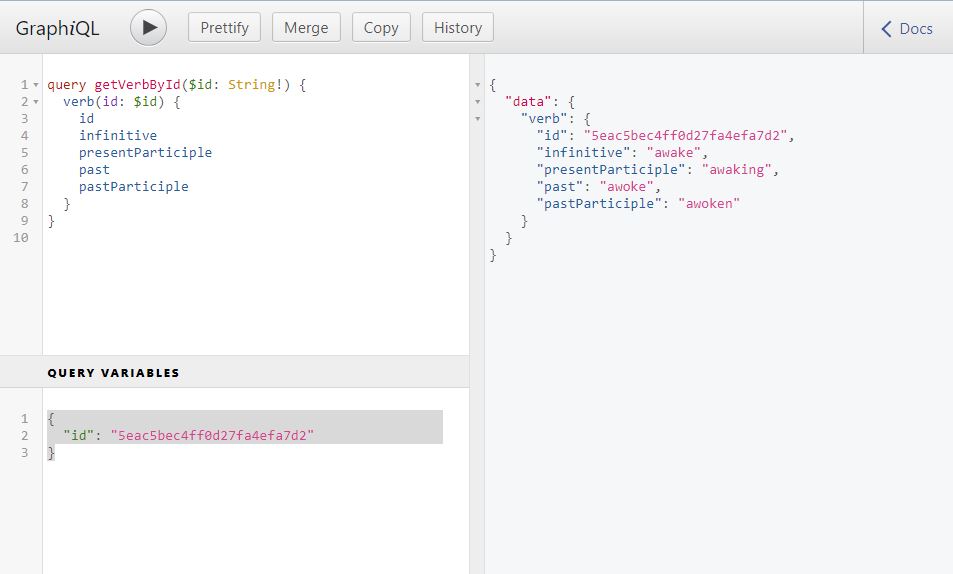 GraphiQL
Prettify
Merge
Copy
History
Docs
1 query getVerbById($id: String!) {
2 verb(id: $id) {
3 id
4 infinitive
5 presentParticiple
6 past
7 pastParticiple
8 }
9 }
10
QUERY VARIABLES
1 {
2 "id": "5eac5bec4ff0d27fa4efa7d2"
3 }
{
"data": {
"verb": {
"id": "5eac5bec4ff0d27fa4efa7d2",
"infinitive": "awake",
"presentParticiple": "awaking",
"past": "awoke",
"pastParticiple": "awoken"
}
}
}